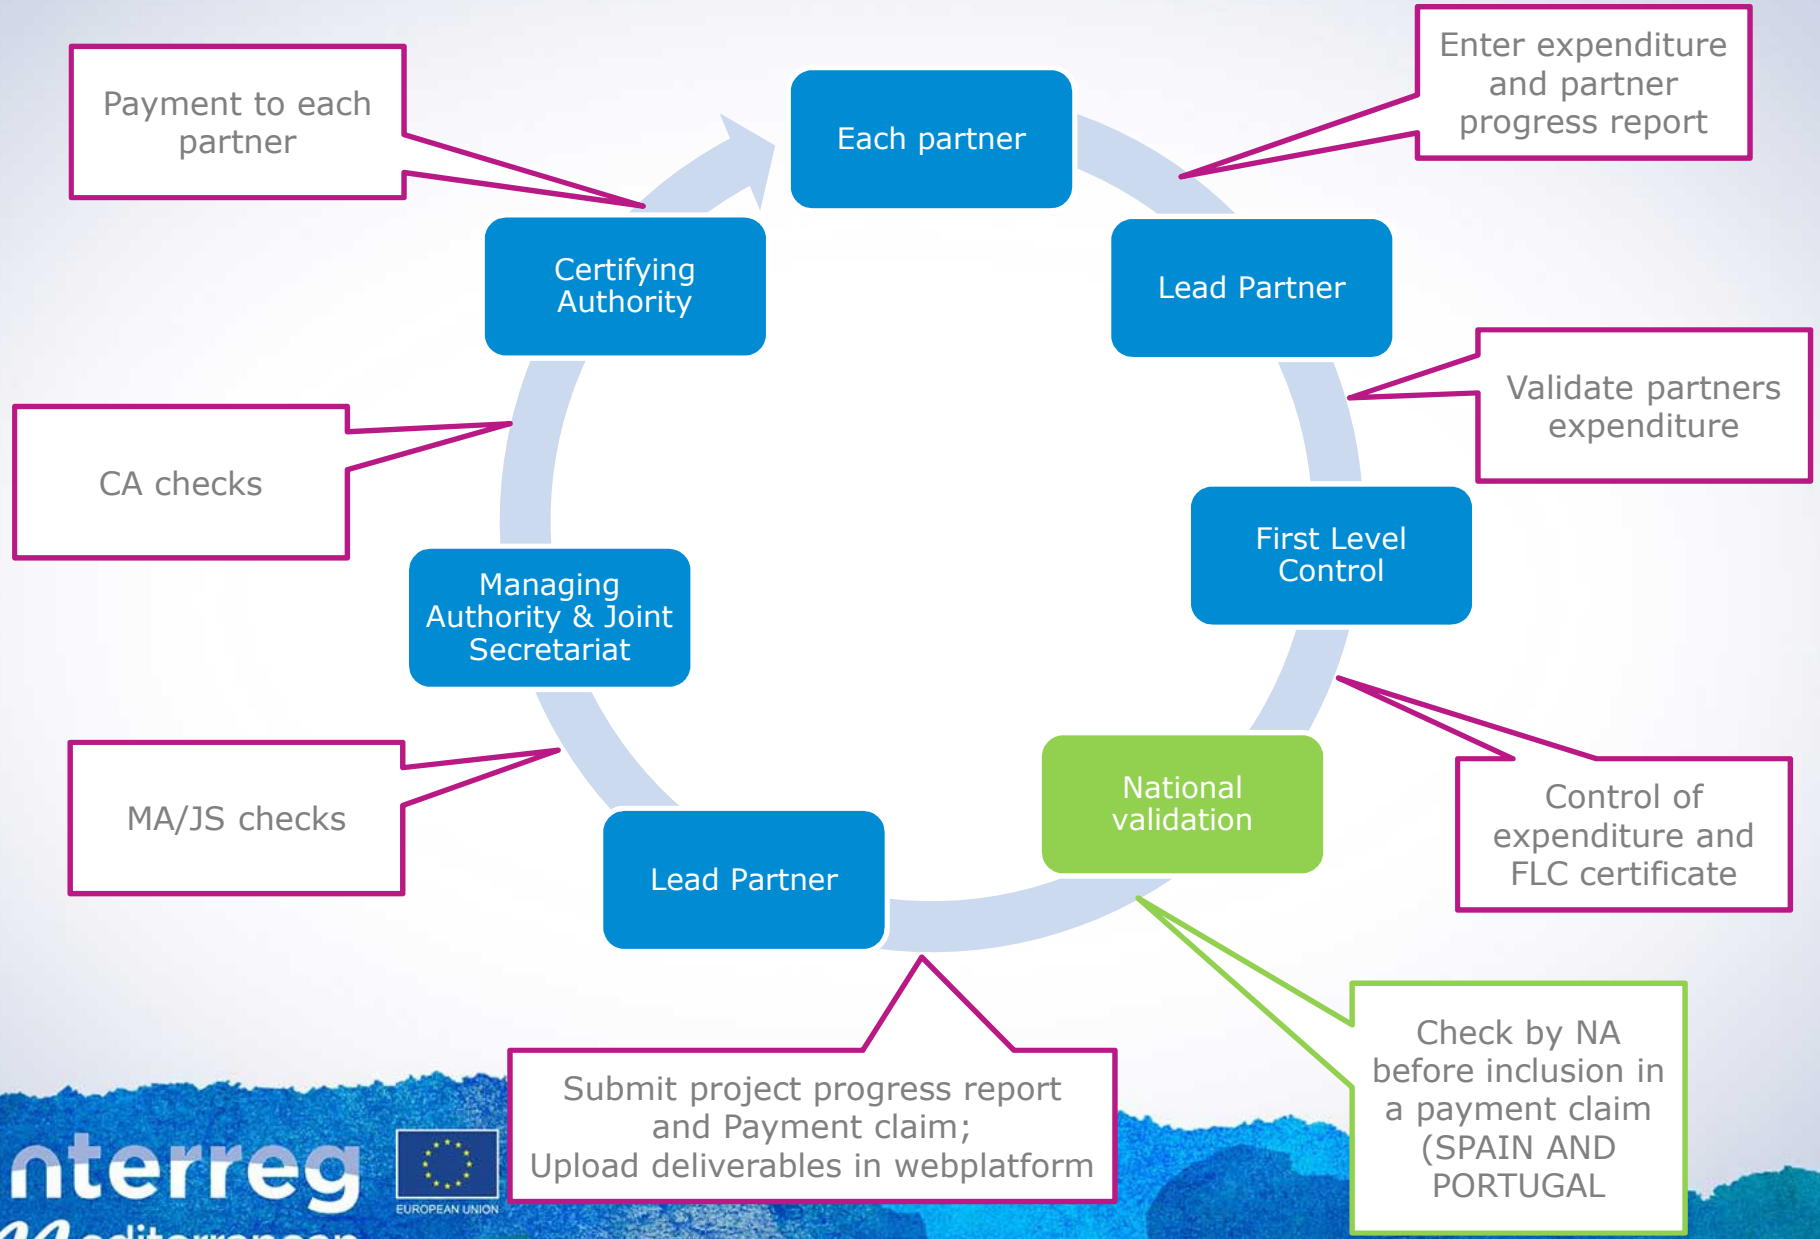 Each partner
Enter expenditure
and partner
progress report
Lead Partner
Validate partners
expenditure
First Level
Control
Control of
expenditure and
FLC certificate
National
validation
Check by NA
before inclusion in
a payment claim
(SPAIN AND
PORTUGAL
Lead Partner
Submit project progress report
and Payment claim;
Upload deliverables in webplatform
Managing
Authority & Joint
Secretariat
MA/JS checks
Certifying
Authority
CA checks
Payment to each
partner
nterreg
EUROPEAN UNION
Mediterranean